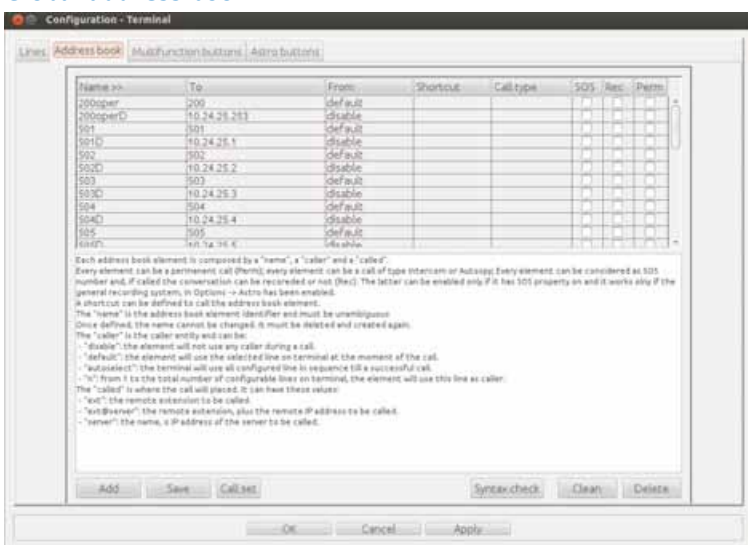 Configuration - Terminal
Lines Address book Multifunction buttons Astro buttons
Name >> To From Shortcut Call type SOS Rec Perm
200oper 200 default
200operD 10.24.25.253 disable
501 501 default
501D 10.24.25.1 disable
502 502 default
502D 10.24.25.2 disable
503 503 default
503D 10.24.25.3 disable
504 504 default
504D 10.24.25.4 disable
505 505 default
505D 10.24.25.5 disable
Each address book element is composed by a "name", a "caller" and a "called".
Every element can be a permanent call (Perm); every element can be a call of type Intercom or Autospy; Every element can be considered as SOS
number and, if called the conversation can be recoreded or not (Rec). The latter can be enabled only if it has SOS property on and it works olny if the
general recording system, in Options -> Astro has been enabled.
A shortcut can be defined to call the address book element.
The "name" is the address book element identifier and must be unambiguous
Once defined, the name cannot be changed. It must be deleted and created again.
The "caller" is the caller entity and can be:
- "disable": the element will not use any caller during a call.
- "default": the element will use the selected line on terminal at the moment of the call.
- "autoselect": the terminal will use all configured line in sequence till a successful call.
- "n": from 1 to the total number of configurable lines on terminal, the element will use this line as caller.
The "called" is where the call will placed. It can have these values:
- "ext": the remote extension to be called.
- "ext@server": the remote extension, plus the remote IP address to be called.
- "server": the name, o IP address of the server to be called.
Add Save Call set Syntax check Clean Delete
OK Cancel Apply